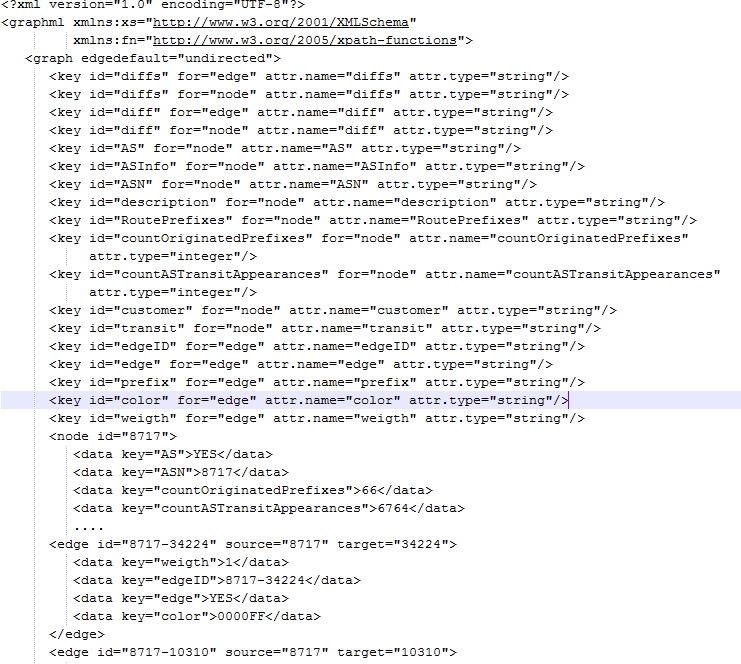 <?xml version="1.0" encoding="UTF-8"?>
<graphml xmlns:xs="http://www.w3.org/2001/XMLSchema"
xmlns:fn="http://www.w3.org/2005/xpath-functions">
<graph edgedefault="undirected">
<key id="diffs" for="edge" attr.name="diffs" attr.type="string"/>
<key id="diffs" for="node" attr.name="diffs" attr.type="string"/>
<key id="diff" for="edge" attr.name="diff" attr.type="string"/>
<key id="diff" for="node" attr.name="diff" attr.type="string"/>
<key id="AS" for="node" attr.name="AS" attr.type="string"/>
<key id="ASInfo" for="node" attr.name="ASInfo" attr.type="string"/>
<key id="ASN" for="node" attr.name="ASN" attr.type="string"/>
<key id="description" for="node" attr.name="description" attr.type="string"/>
<key id="RoutePrefixes" for="node" attr.name="RoutePrefixes" attr.type="string"/>
<key id="countOriginatedPrefixes" for="node" attr.name="countOriginatedPrefixes"
attr.type="integer"/>
<key id="countASTransitAppearances" for="node" attr.name="countASTransitAppearances"
attr.type="integer"/>
<key id="customer" for="node" attr.name="customer" attr.type="string"/>
<key id="transit" for="node" attr.name="transit" attr.type="string"/>
<key id="edgeID" for="edge" attr.name="edgeID" attr.type="string"/>
<key id="edge" for="edge" attr.name="edge" attr.type="string"/>
<key id="prefix" for="edge" attr.name="prefix" attr.type="string"/>
<key id="color" for="edge" attr.name="color" attr.type="string"/>
<key id="weigth" for="edge" attr.name="weigth" attr.type="string"/>
<node id="8717">
<data key="AS">YES</data>
<data key="ASN">8717</data>
<data key="countOriginatedPrefixes">66</data>
<data key="countASTransitAppearances">6764</data>
....
<edge id="8717-34224" source="8717" target="34224">
<data key="weigth">1</data>
<data key="edgeID">8717-34224</data>
<data key="edge">YES</data>
<data key="color">0000FF</data>
</edge>
<edge id="8717-10310" source="8717" target="10310">